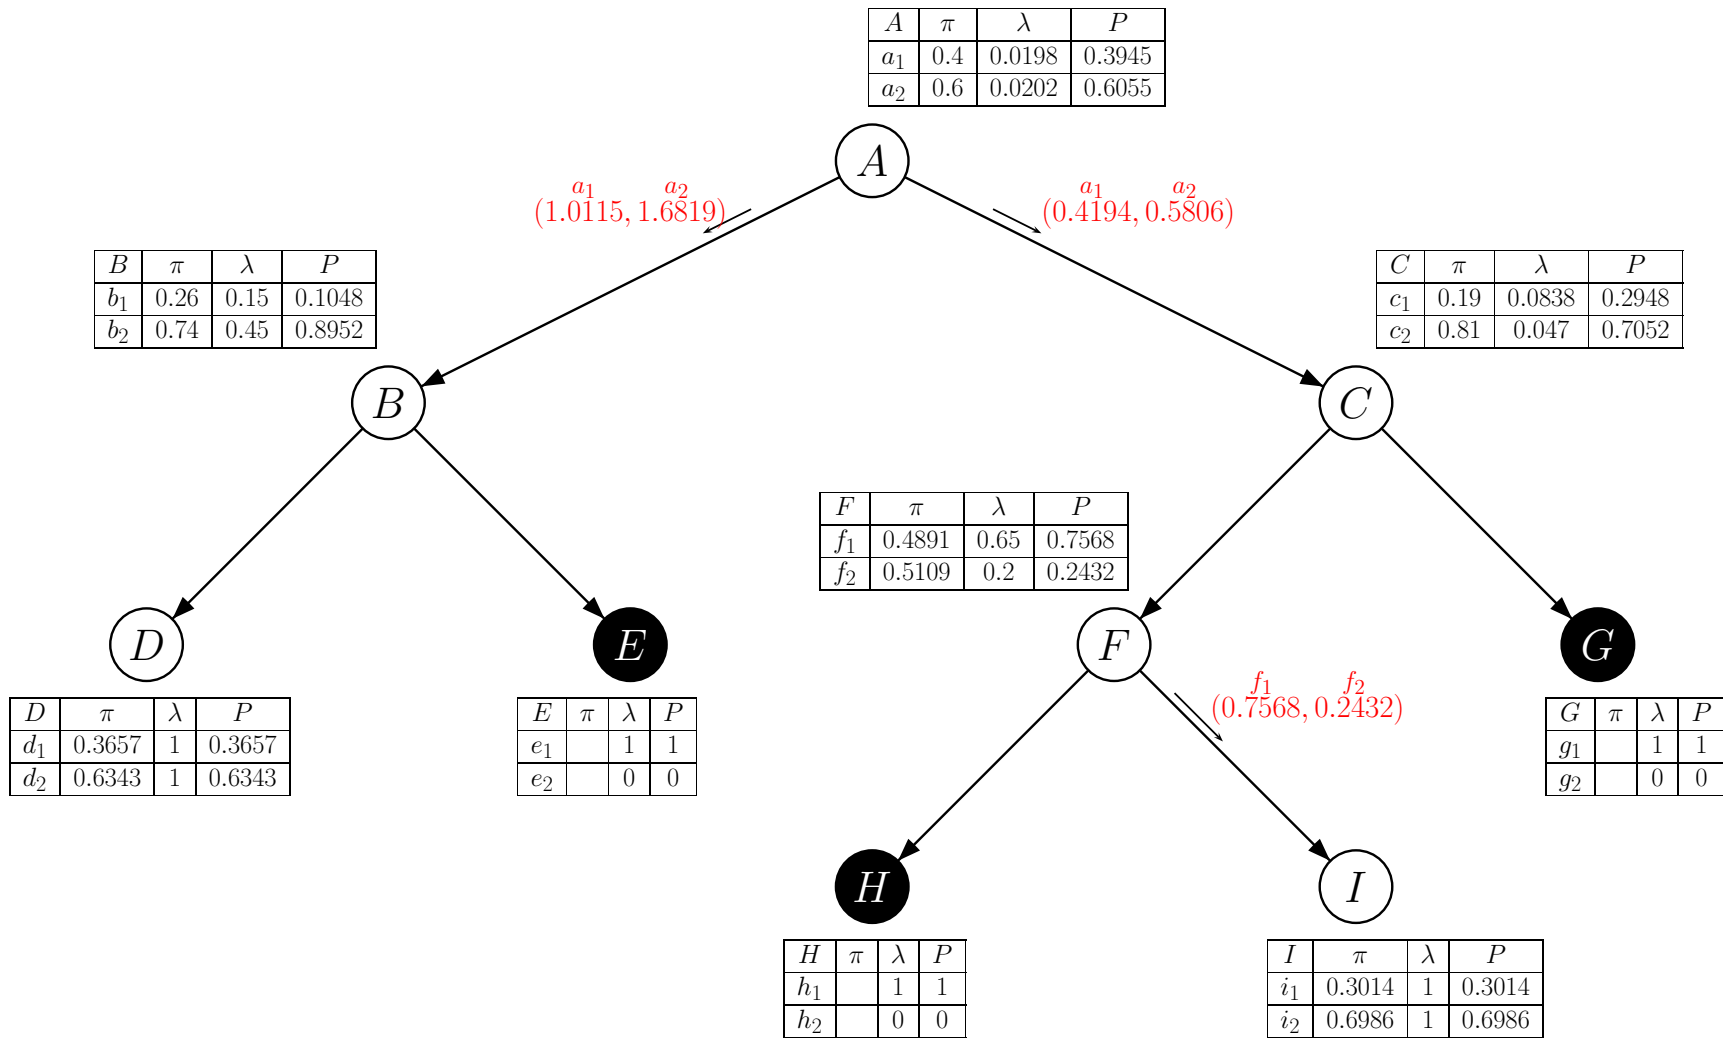 A π λ P
a₁ 0.4 0.0198 0.3945
a₂ 0.6 0.0202 0.6055
A
a₁ a₂
(1.0115, 1.6819)
a₁ a₂
(0.4194, 0.5806)
B π λ P
b₁ 0.26 0.15 0.1048
b₂ 0.74 0.45 0.8952
C π λ P
c₁ 0.19 0.0838 0.2948
c₂ 0.81 0.047 0.7052
B
C
F π λ P
f₁ 0.4891 0.65 0.7568
f₂ 0.5109 0.2 0.2432
D
E
F
G
f₁ f₂
(0.7568, 0.2432)
D π λ P
d₁ 0.3657 1 0.3657
d₂ 0.6343 1 0.6343
E π λ P
e₁ 1 1
e₂ 0 0
G π λ P
g₁ 1 1
g₂ 0 0
H
I
H π λ P
h₁ 1 1
h₂ 0 0
I π λ P
i₁ 0.3014 1 0.3014
i₂ 0.6986 1 0.6986